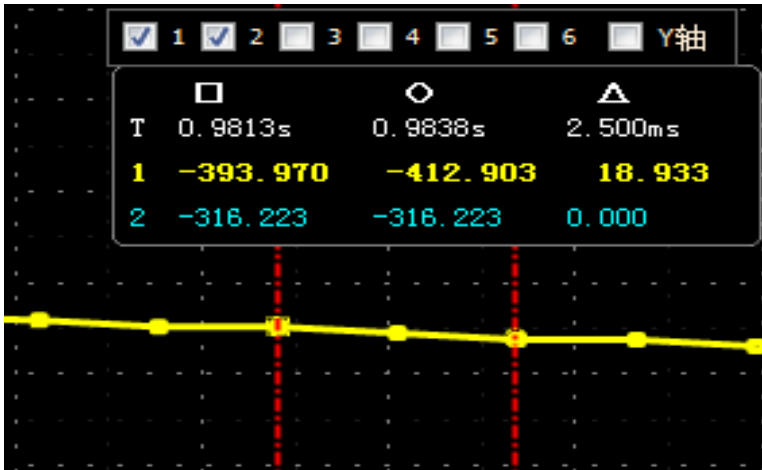 1 2 3 4 5 6 Y轴
T 0.9813s 0.9838s 2.500ms
1 -393.970 -412.903 18.933
2 -316.223 -316.223 0.000